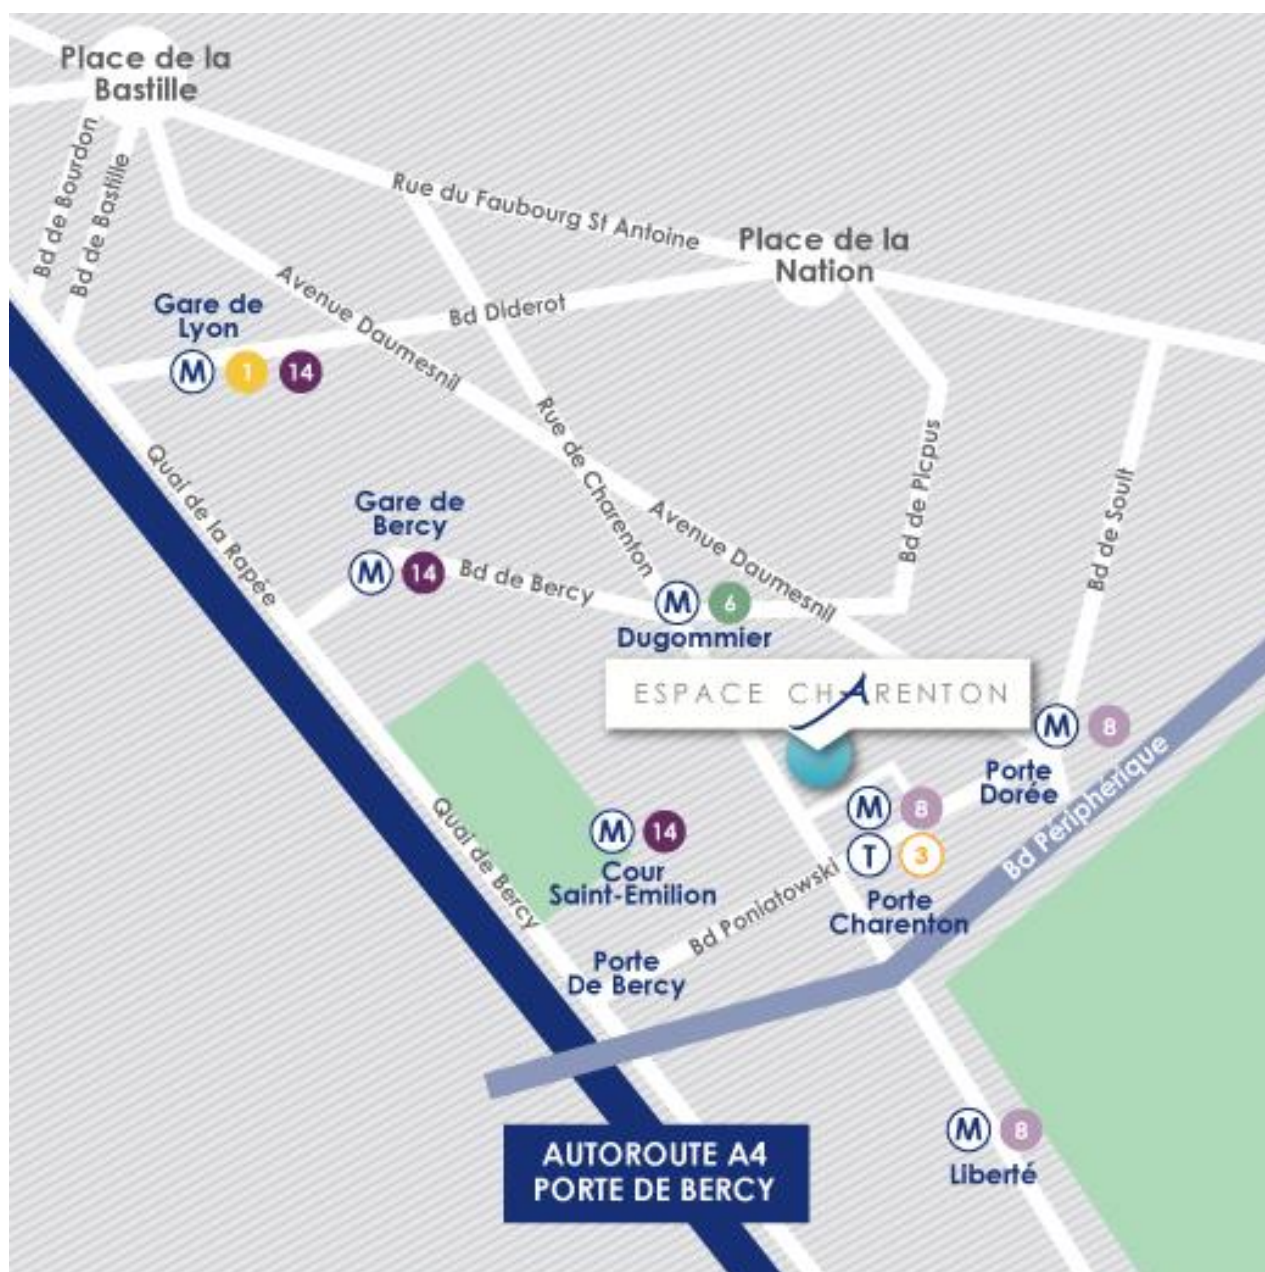 Place de la
Bastille
Bd de Bourdon
Bd de Bastille
Rue du Faubourg St Antoine
Place de la
Nation
Avenue Daumesnil
Bd Diderot
Gare de
Lyon
M 1 14
Rue de Charenton
Bd de Picpus
Bd de Soult
Quai de la Rapée
Gare de
Bercy
M 14
Bd de Bercy
Avenue Daumesnil
M 6
Dugommier
ESPACE CHARENTON
M 8
Porte
Dorée
Bd Périphérique
M 8
T 3
Porte
Charenton
M 14
Cour
Saint-Emilion
Quai de Bercy
Bd Poniatowski
Porte
De Bercy
AUTOROUTE A4
PORTE DE BERCY
M 8
Liberté